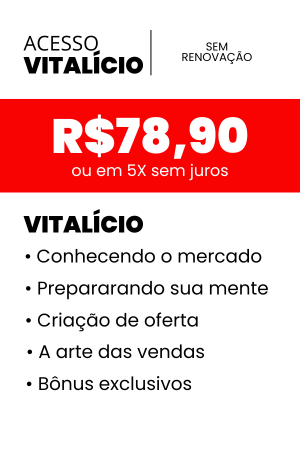 ACESSO
VITALÍCIO
SEM
RENOVAÇÃO
R$78,90
ou em 5X sem juros
VITALÍCIO
• Conhecendo o mercado
• Prepararando sua mente
• Criação de oferta
• A arte das vendas
• Bônus exclusivos